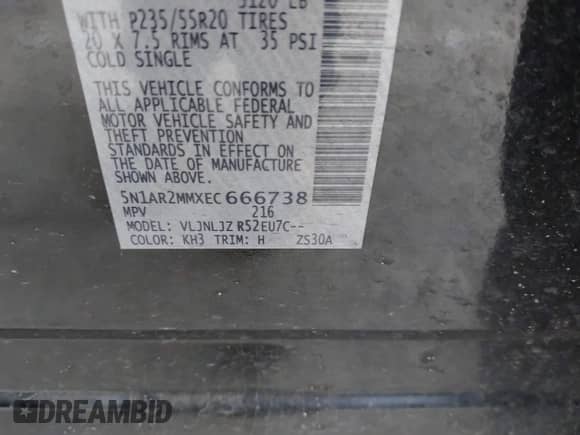 5120 LB
WITH P235/55R20 TIRES
20 X 7.5 RIMS AT 35 PSI
COLD SINGLE
THIS VEHICLE CONFORMS TO
ALL APPLICABLE FEDERAL
MOTOR VEHICLE SAFETY AND
THEFT PREVENTION
STANDARDS IN EFFECT ON
THE DATE OF MANUFACTURE
SHOWN ABOVE.
5N1AR2MMXEC666738
MPV 216
MODEL: VLJNLJZ R52EU7C--
COLOR: KH3 TRIM: H ZS30A
DREAMBID